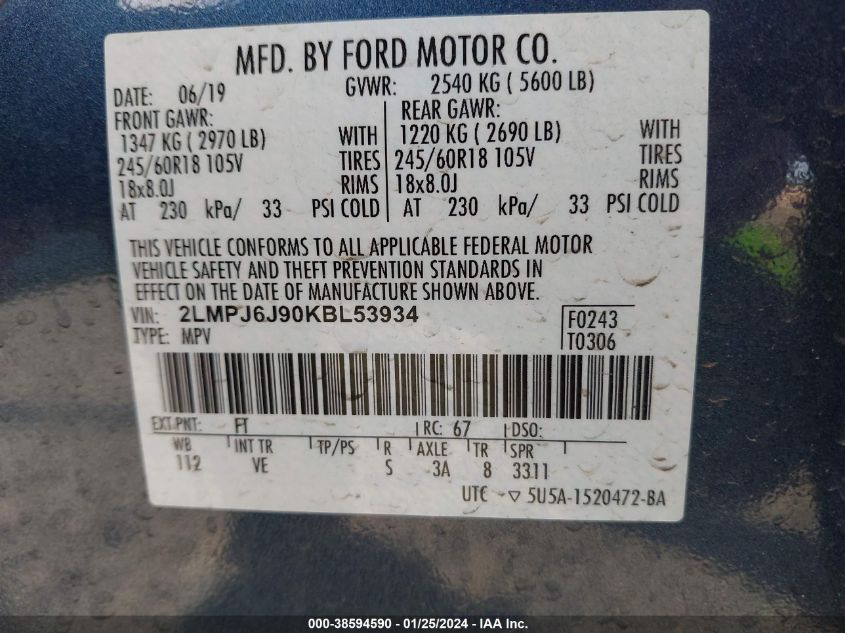 MFD. BY FORD MOTOR CO.
DATE: 06/19 GVWR: 2540 KG ( 5600 LB)
FRONT GAWR: REAR GAWR:
1347 KG ( 2970 LB) WITH 1220 KG ( 2690 LB) WITH
245/60R18 105V TIRES 245/60R18 105V TIRES
18x8.0J RIMS 18x8.0J RIMS
AT 230 kPa/ 33 PSI COLD AT 230 kPa/ 33 PSI COLD
THIS VEHICLE CONFORMS TO ALL APPLICABLE FEDERAL MOTOR
VEHICLE SAFETY AND THEFT PREVENTION STANDARDS IN
EFFECT ON THE DATE OF MANUFACTURE SHOWN ABOVE.
VIN: 2LMPJ6J90KBL53934 F0243
TYPE: MPV T0306
EXT PNT: FT RC: 67 DSO:
WB INT TR TP/PS R AXLE TR SPR
112 VE S 3A 8 3311
UTC ▽ 5U5A-1520472-BA
000-38594590 - 01/25/2024 - IAA Inc.